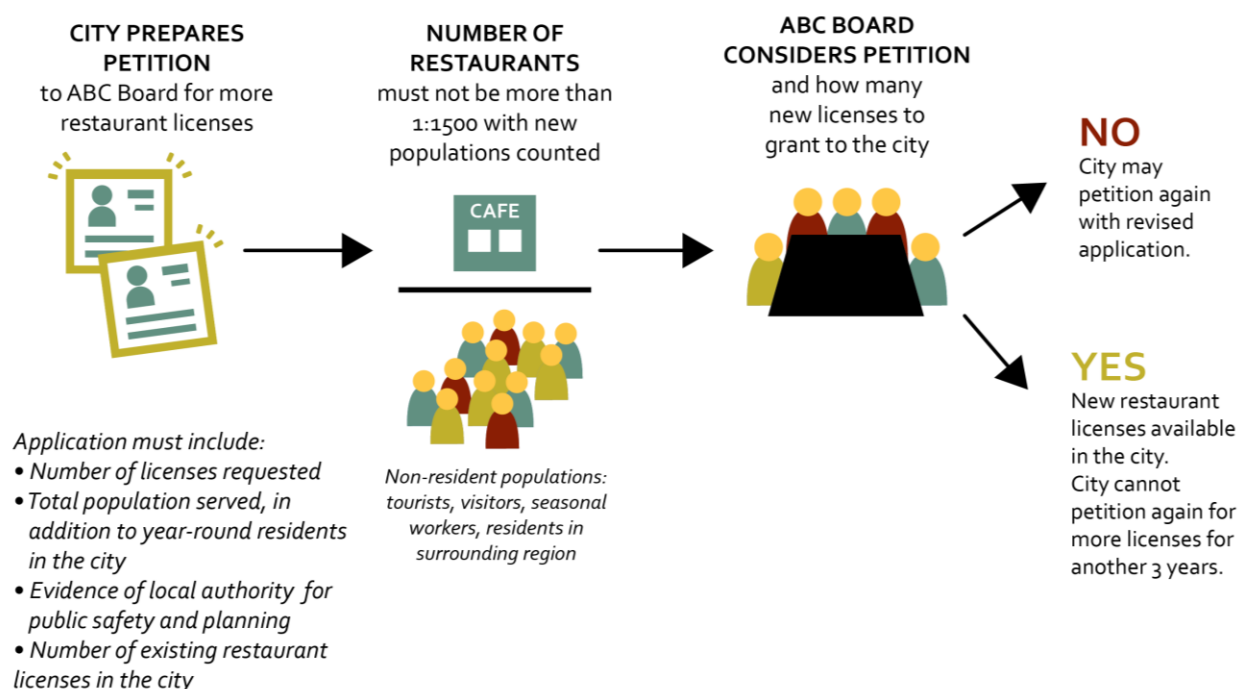 CITY PREPARES
PETITION
to ABC Board for more
restaurant licenses
Application must include:
• Number of licenses requested
• Total population served, in
addition to year-round residents
in the city
• Evidence of local authority for
public safety and planning
• Number of existing restaurant
licenses in the city
NUMBER OF
RESTAURANTS
must not be more than
1:1500 with new
populations counted
CAFE
Non-resident populations:
tourists, visitors, seasonal
workers, residents in
surrounding region
ABC BOARD
CONSIDERS PETITION
and how many
new licenses to
grant to the city
NO
City may
petition again
with revised
application.
YES
New restaurant
licenses available
in the city.
City cannot
petition again for
more licenses for
another 3 years.